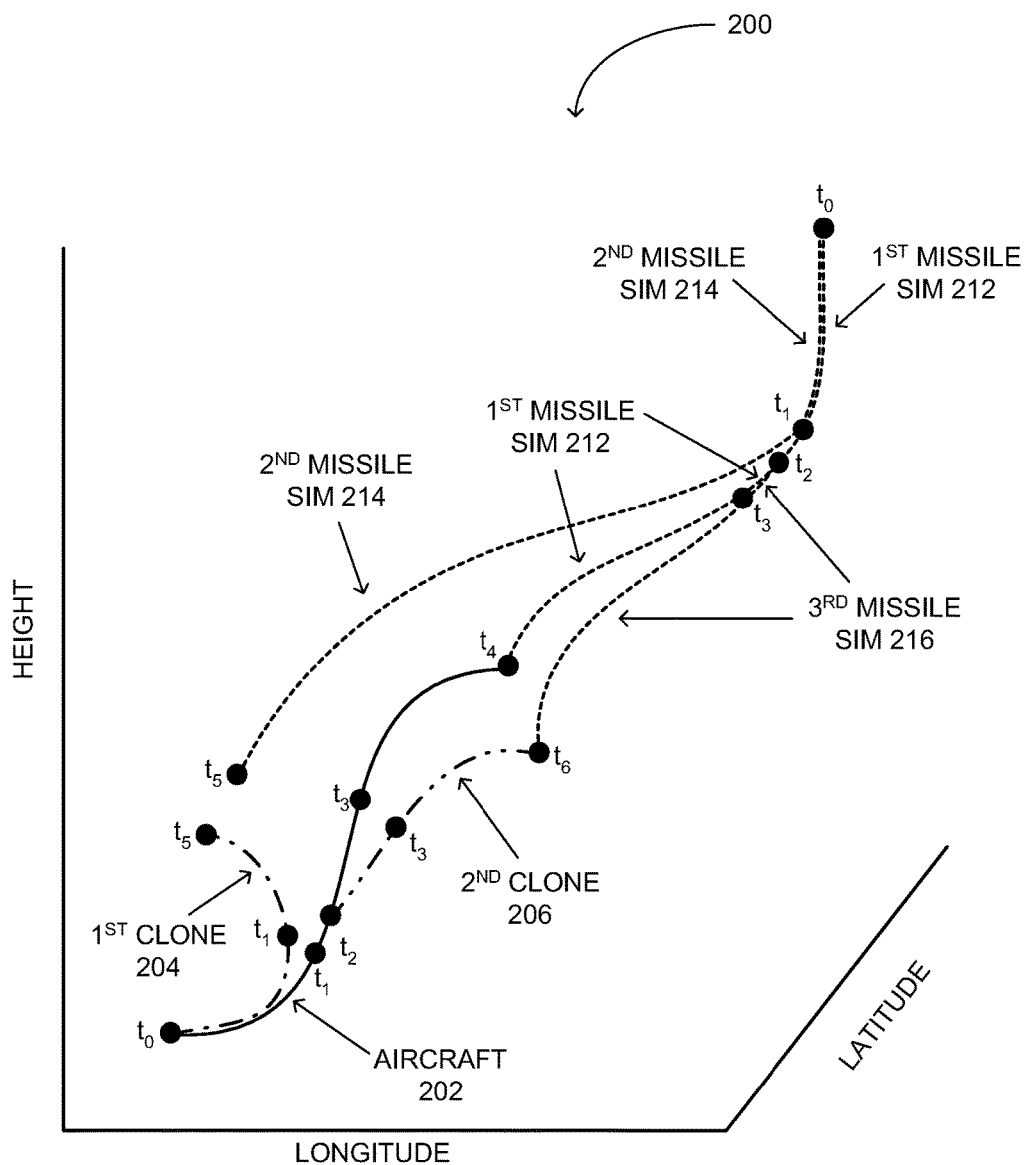 200
t0
2ND MISSILE
SIM 214
1ST MISSILE
SIM 212
t1
1ST MISSILE
SIM 212
t2
2ND MISSILE
SIM 214
t3
3RD MISSILE
SIM 216
HEIGHT
t4
t5
t6
t3
t5
t3
2ND CLONE
206
1ST CLONE
204
t1
t2
t1
t0
LATITUDE
AIRCRAFT
202
LONGITUDE